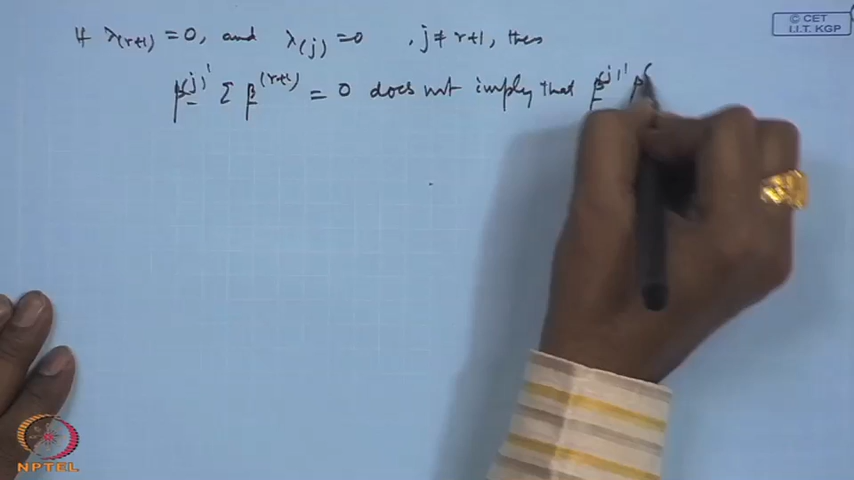 If λ(r+1) = 0, and λ(j) = 0 , j ≠ r+1, then
β(j)' Σ β(r+1) = 0 does not imply that β(j)' β(
© CET
I.I.T. KGP
NPTEL